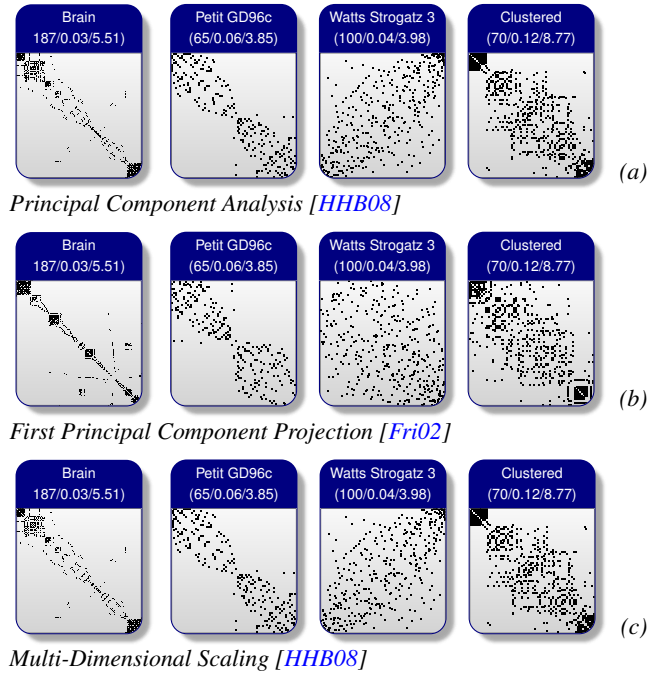 Brain Petit GD96c Watts Strogatz 3 Clustered
187/0.03/5.51) (65/0.06/3.85) (100/0.04/3.98) (70/0.12/8.77)
(a)
Principal Component Analysis [HHB08]
Brain Petit GD96c Watts Strogatz 3 Clustered
187/0.03/5.51) (65/0.06/3.85) (100/0.04/3.98) (70/0.12/8.77)
(b)
First Principal Component Projection [Fri02]
Brain Petit GD96c Watts Strogatz 3 Clustered
187/0.03/5.51) (65/0.06/3.85) (100/0.04/3.98) (70/0.12/8.77)
(c)
Multi-Dimensional Scaling [HHB08]